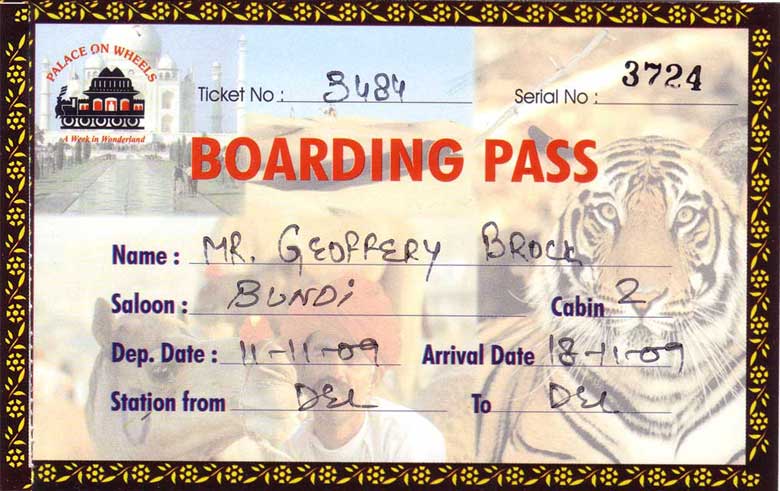 PALACE ON WHEELS
A Week in Wonderland
Ticket No : 3484
Serial No : 3724
BOARDING PASS
Name : MR. GEOFFERY BROCK
Saloon : BUNDi
Cabin 2
Dep. Date : 11-11-09 Arrival Date 18-11-09
Station from DEL To DEL